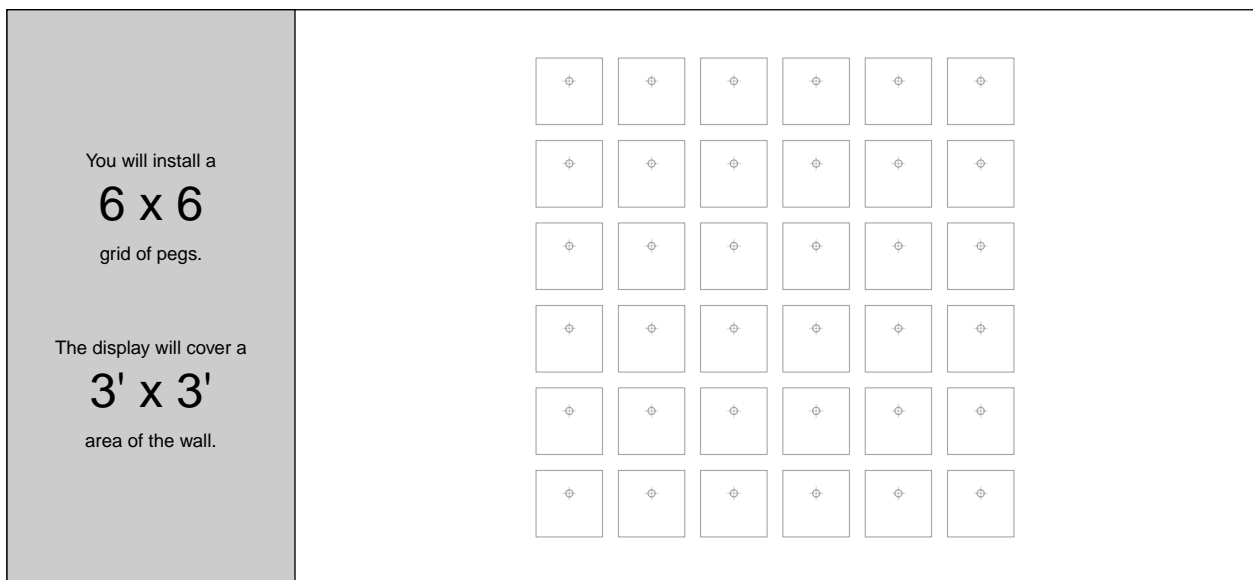 You will install a
6 x 6
grid of pegs.
The display will cover a
3' x 3'
area of the wall.